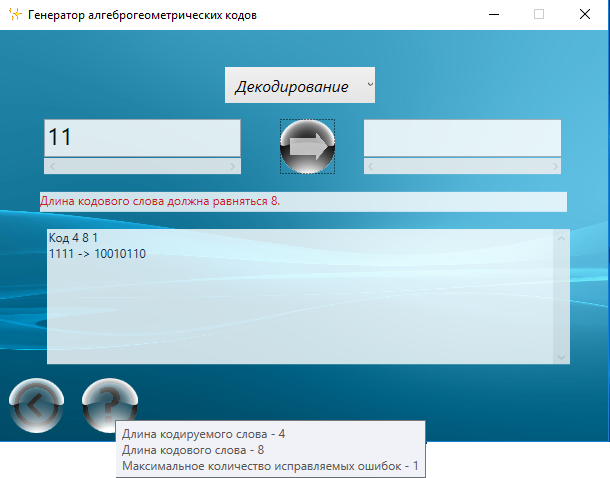 Генератор алгеброгеометрических кодов
Декодирование
11
Длина кодового слова должна равняться 8.
Код 4 8 1
1111 -> 10010110
?
Длина кодируемого слова - 4
Длина кодового слова - 8
Максимальное количество исправляемых ошибок - 1